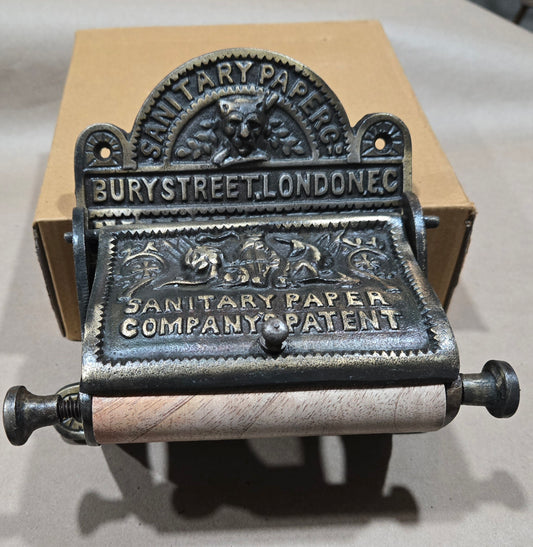 SANITARY PAPER Co
BURY STREET, LONDON, E.C
SANITARY PAPER
COMPANY'S PATENT